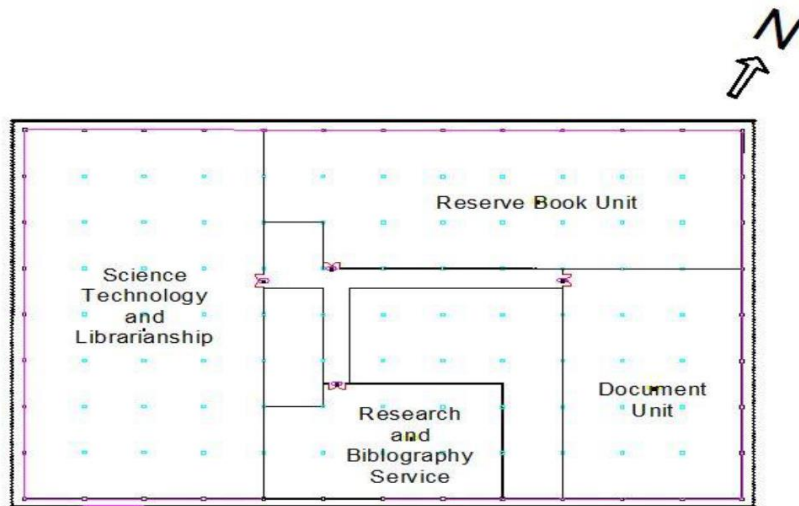 N
Reserve Book Unit
Science
Technology
and
Librarianship
Document
Unit
Research
and
Biblography
Service